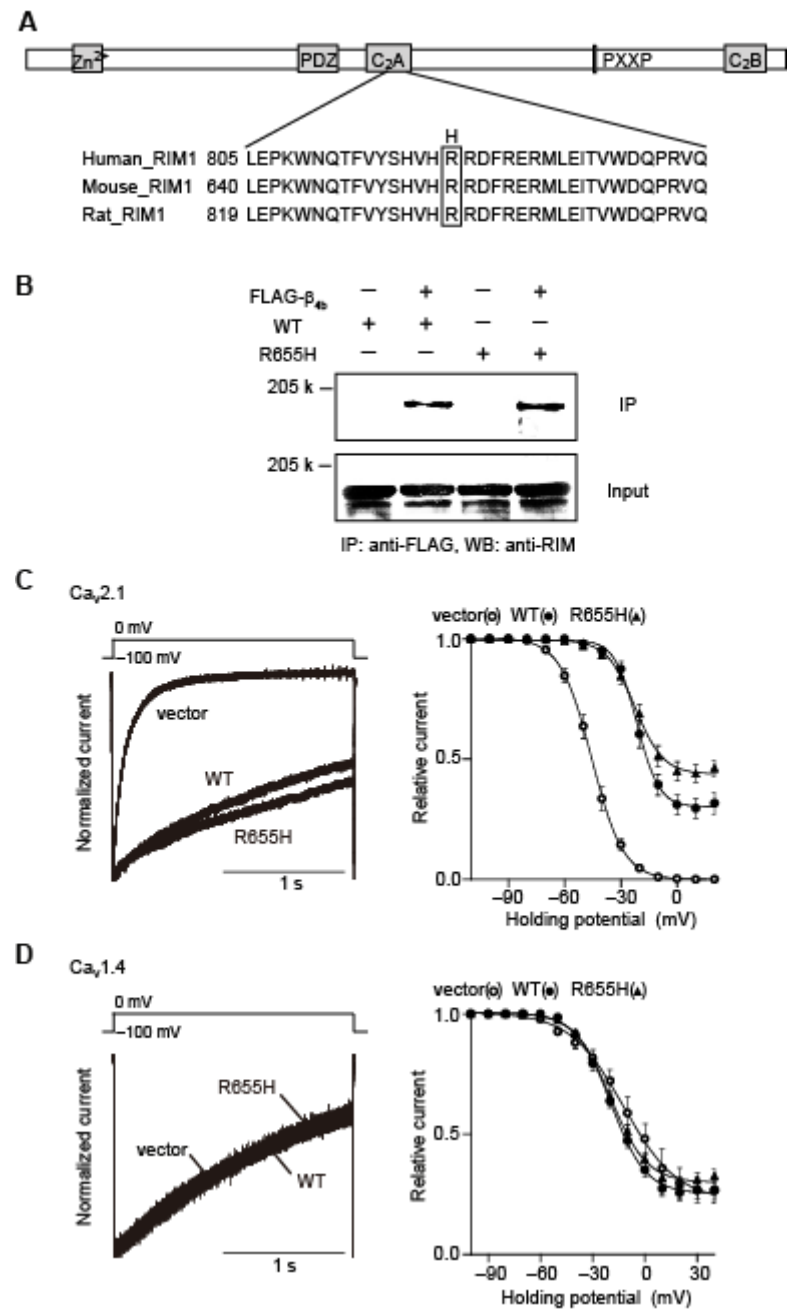 A
Zn²⁺ PDZ C₂A PXXP C₂B
H
Human_RIM1 805 LEPKWNQTFVYSHVHRRDFRERMLEITVWDQPRVQ
Mouse_RIM1 640 LEPKWNQTFVYSHVHRRDFRERMLEITVWDQPRVQ
Rat_RIM1 819 LEPKWNQTFVYSHVHRRDFRERMLEITVWDQPRVQ
B
FLAG-β₄b – + – +
WT + + – –
R655H – – + +
205 k
IP
205 k
Input
IP: anti-FLAG, WB: anti-RIM
C
Caᵥ2.1
0 mV
–100 mV
Normalized current
vector
WT
R655H
1 s
vector(o) WT(●) R655H(▲)
Relative current
1.0
0.5
0.0
–90 –60 –30 0
Holding potential (mV)
D
Caᵥ1.4
0 mV
–100 mV
Normalized current
R655H
vector
WT
1 s
vector(o) WT(●) R655H(▲)
Relative current
1.0
0.5
0.0
–90 –60 –30 0 30
Holding potential (mV)